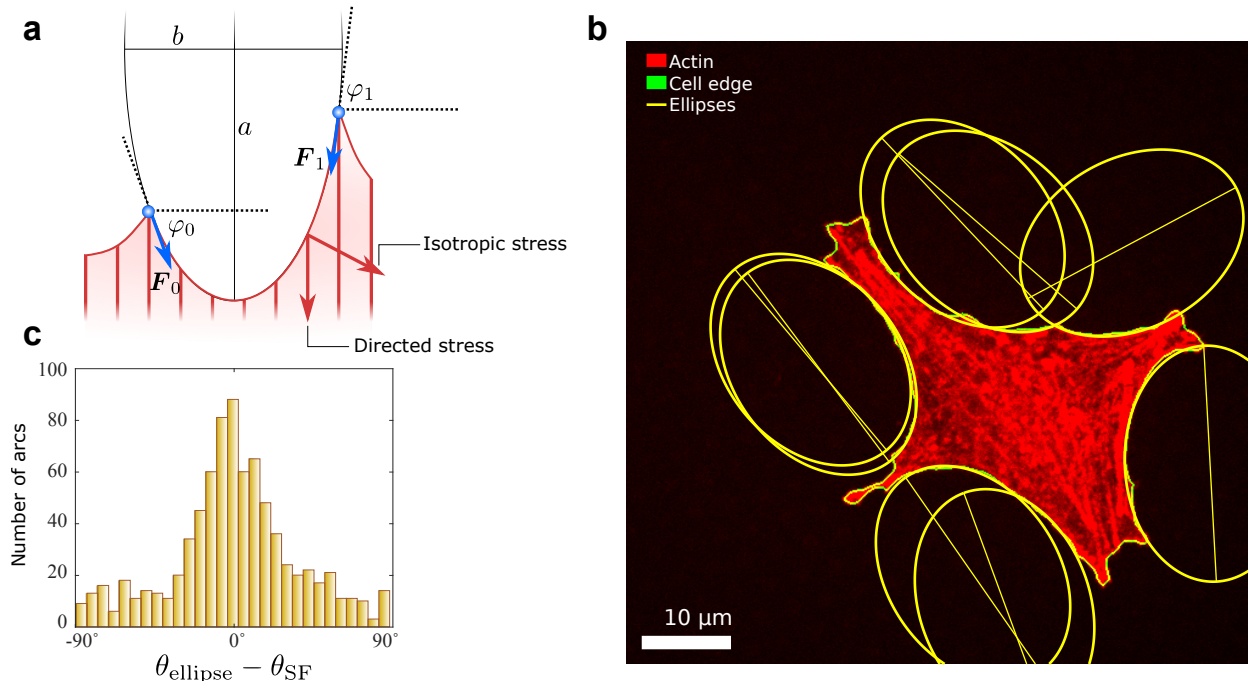 a
b
a
φ1
F1
φ0
F0
Isotropic stress
Directed stress
b
Actin
Cell edge
Ellipses
10 µm
c
Number of arcs
100
80
60
40
20
0
-90°
0°
90°
θellipse − θSF